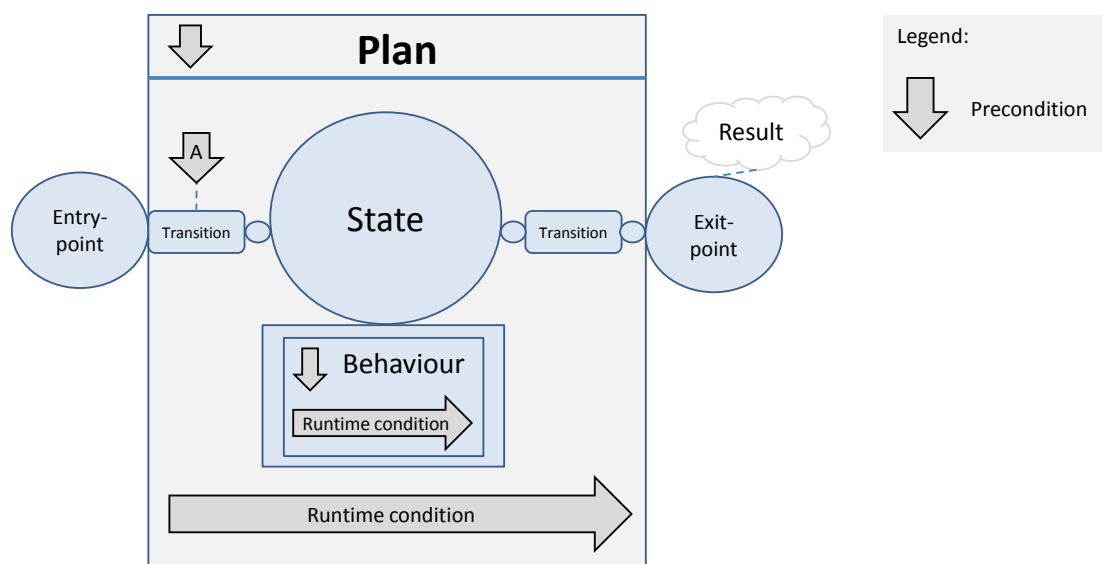 Plan
Legend:
Precondition
Result
A
Entry-
point
Transition
State
Transition
Exit-
point
Behaviour
Runtime condition
Runtime condition